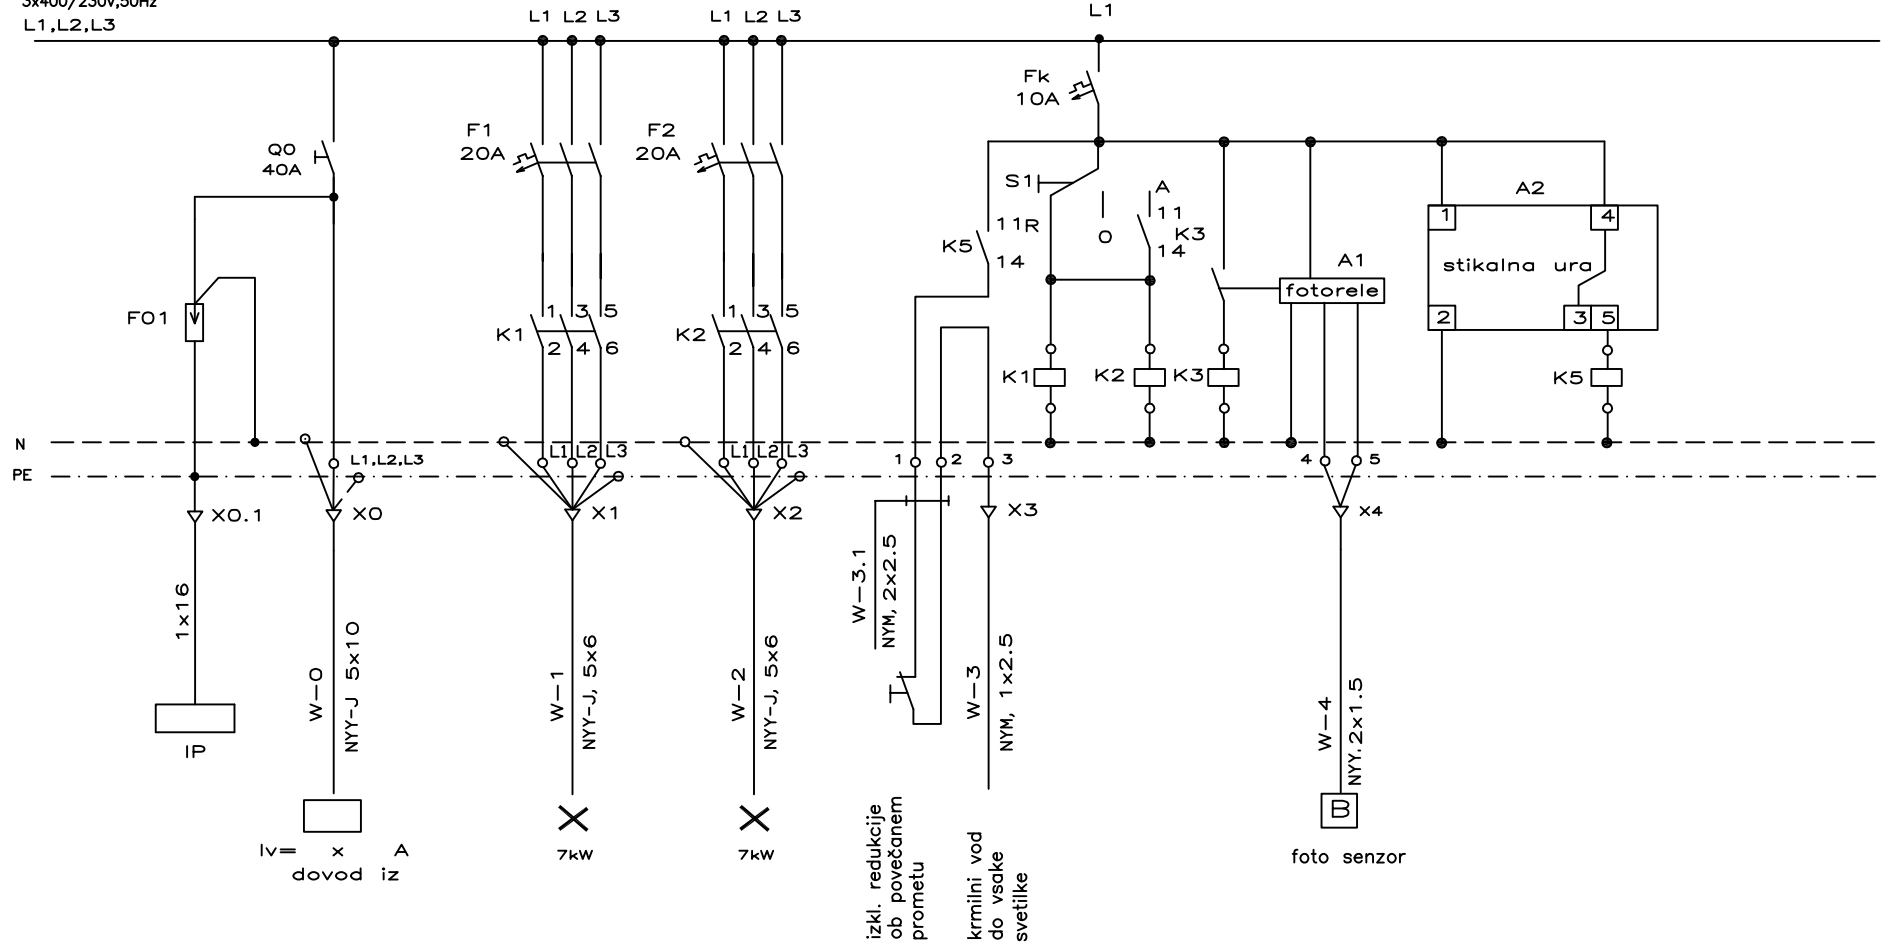 3x400/230V,50Hz
L1,L2,L3
L1 L2 L3
L1 L2 L3
L1
Fk
10A
Q0
40A
F1
20A
F2
20A
S1
A
11
K3
14
0
11R
K5
14
A1
fotorele
A2
1
4
stikalna ura
2
3
5
F01
1 3 5
K1
2 4 6
1 3 5
K2
2 4 6
K1
K2
K3
K5
N
PE
L1,L2,L3
L1 L2 L3
L1 L2 L3
1
2
3
4
5
X0.1
X0
X1
X2
X3
X4
1x16
W-0
NYY-J 5x10
W-1
NYY-J, 5x6
W-2
NYY-J, 5x6
W-3.1
NYM, 2x2.5
W-3
NYM, 1x2.5
W-4
NYY.2x1.5
IP
Iv= x A
dovod iz
7kW
7kW
izkl. redukcije
ob povečanem
prometu
krmilni vod
do vsake
svetilke
B
foto senzor